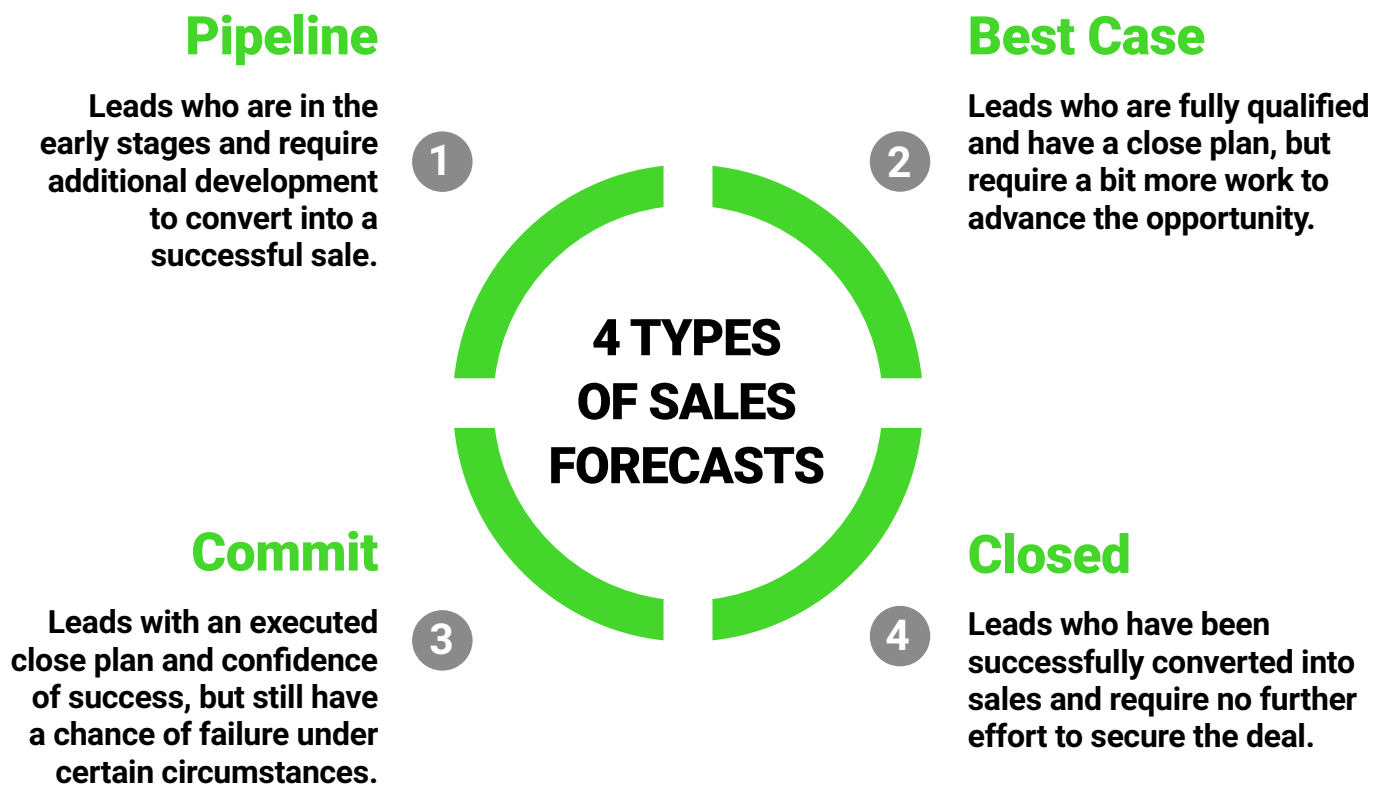 Pipeline
Leads who are in the
early stages and require
additional development
to convert into a
successful sale.
1
Best Case
Leads who are fully qualified
and have a close plan, but
require a bit more work to
advance the opportunity.
2
4 TYPES
OF SALES
FORECASTS
Commit
Leads with an executed
close plan and confidence
of success, but still have
a chance of failure under
certain circumstances.
3
Closed
Leads who have been
successfully converted into
sales and require no further
effort to secure the deal.
4